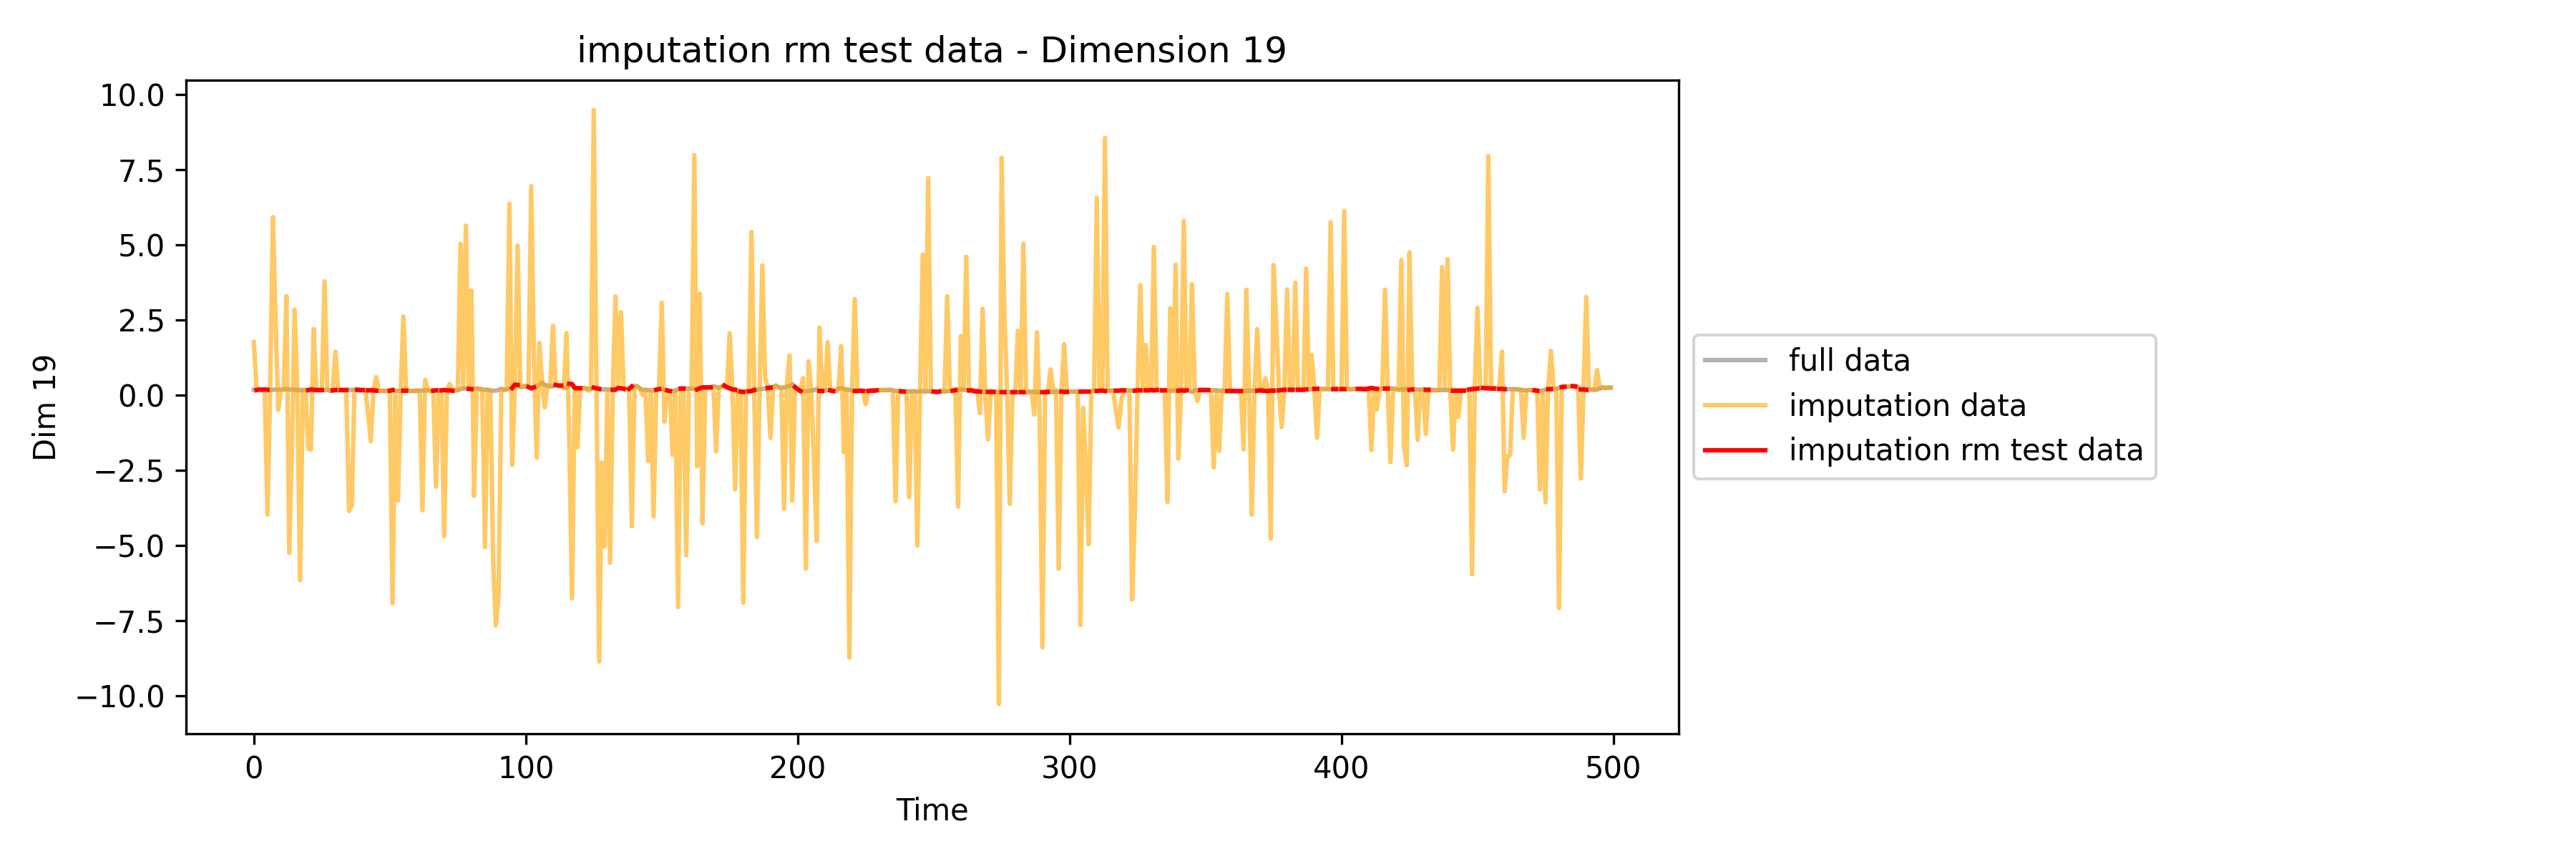 imputation rm test data - Dimension 19
10.0
7.5
5.0
2.5
0.0
−2.5
−5.0
−7.5
−10.0
Dim 19
0 100 200 300 400 500
Time
full data
imputation data
imputation rm test data